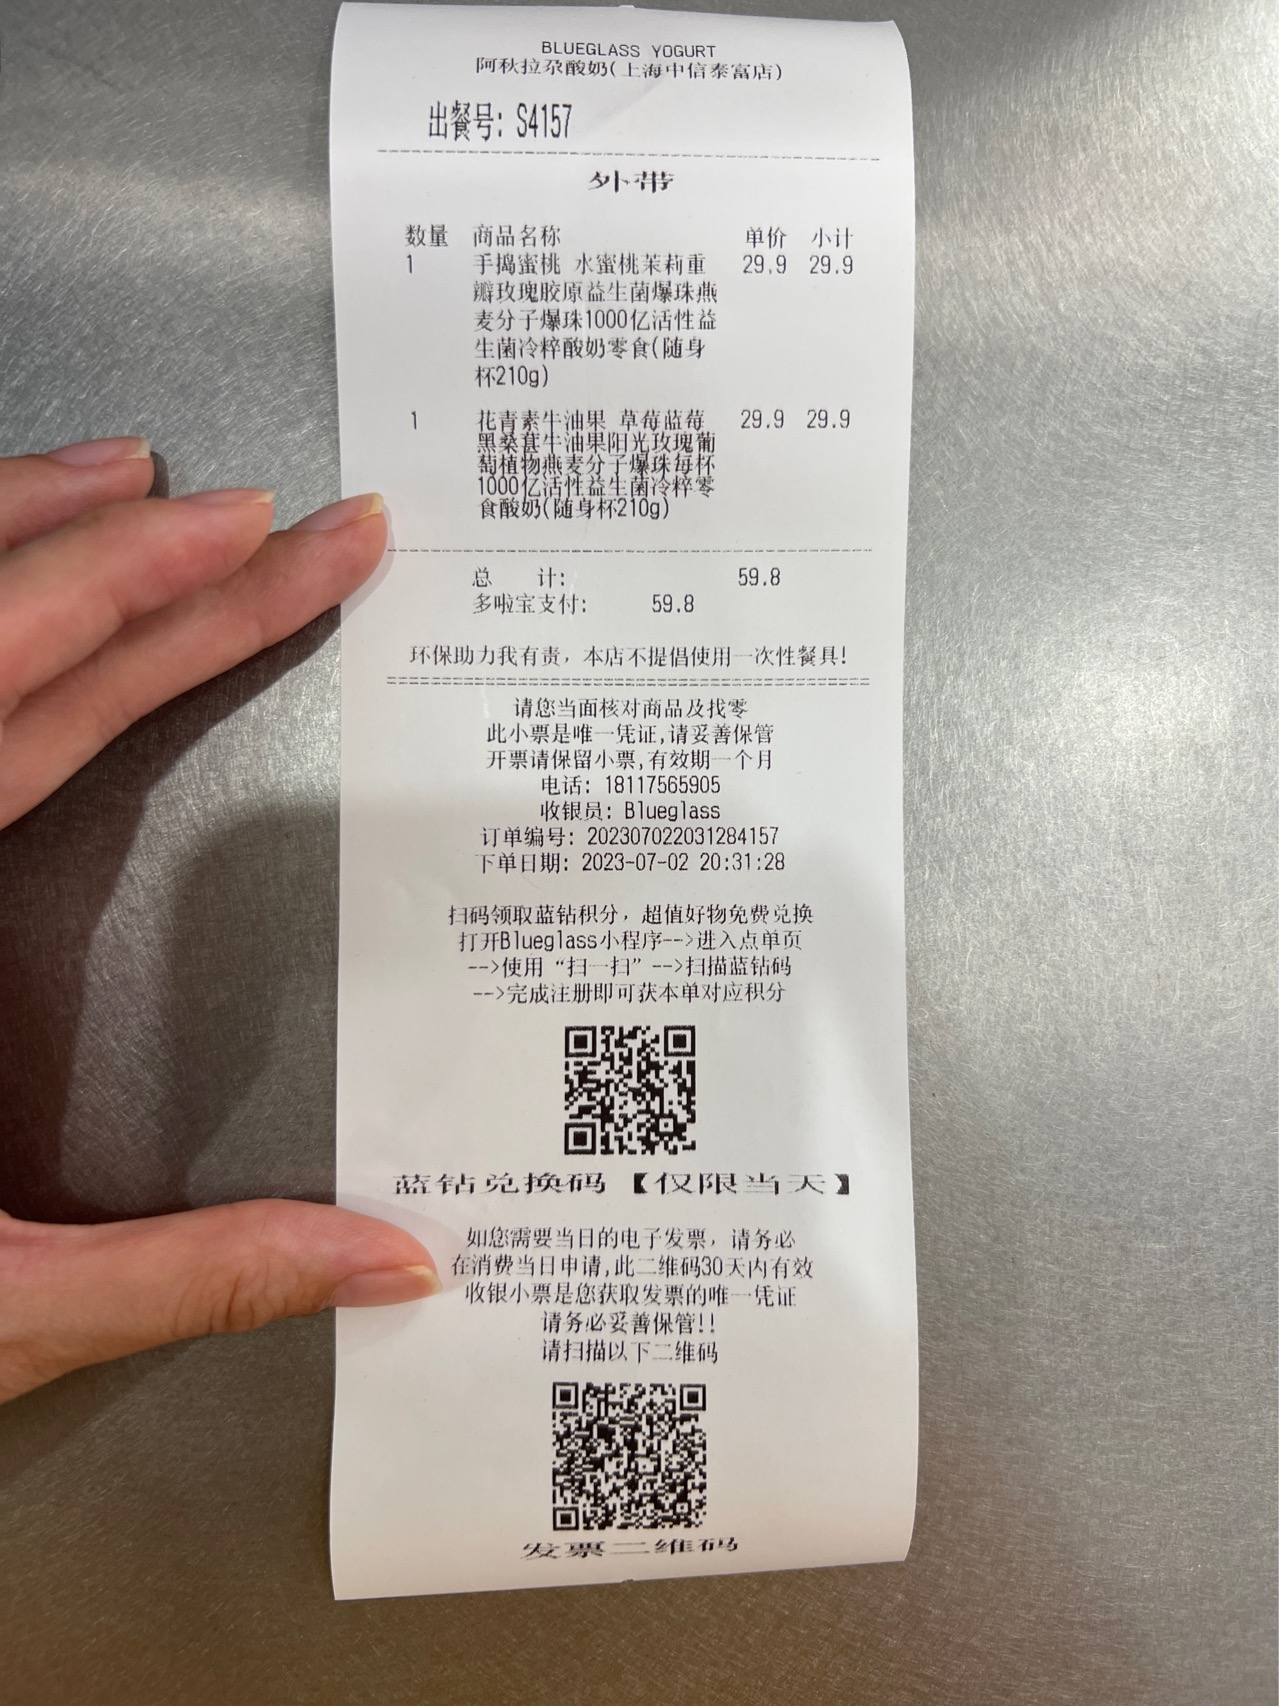 BLUEGLASS YOGURT
阿秋拉尕酸奶(上海中信泰富店)
出餐号: S4157
外带
数量 商品名称 单价 小计
1 手捣蜜桃 水蜜桃茉莉重 29.9 29.9
瓣玫瑰胶原益生菌爆珠燕
麦分子爆珠1000亿活性益
生菌冷粹酸奶零食(随身
杯210g)
1 花青素牛油果 草莓蓝莓 29.9 29.9
黑桑葚牛油果阳光玫瑰葡
萄植物燕麦分子爆珠每杯
1000亿活性益生菌冷粹零
食酸奶(随身杯210g)
总 计: 59.8
多啦宝支付: 59.8
环保助力我有责，本店不提倡使用一次性餐具!
请您当面核对商品及找零
此小票是唯一凭证,请妥善保管
开票请保留小票,有效期一个月
电话: 18117565905
收银员: Blueglass
订单编号: 202307022031284157
下单日期: 2023-07-02 20:31:28
扫码领取蓝钻积分，超值好物免费兑换
打开Blueglass小程序-->进入点单页
-->使用“扫一扫”-->扫描蓝钻码
-->完成注册即可获本单对应积分
蓝钻兑换码【仅限当天】
如您需要当日的电子发票，请务必
在消费当日申请,此二维码30天内有效
收银小票是您获取发票的唯一凭证
请务必妥善保管!!
请扫描以下二维码
发票二维码